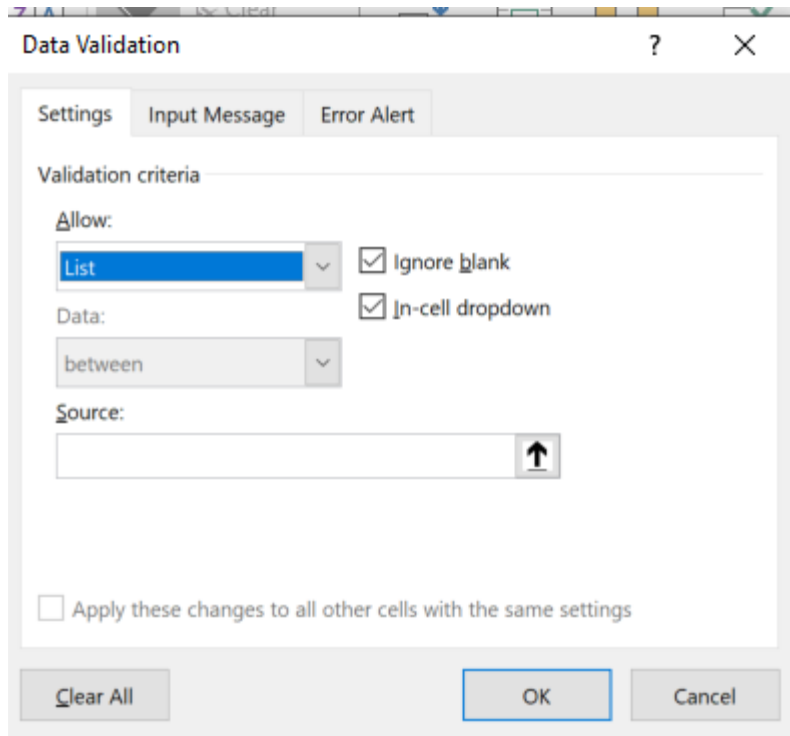 Z A Clear
Data Validation ?
Settings Input Message Error Alert
Validation criteria
Allow:
List Ignore blank
In-cell dropdown
Data:
between
Source:
Apply these changes to all other cells with the same settings
Clear All OK Cancel